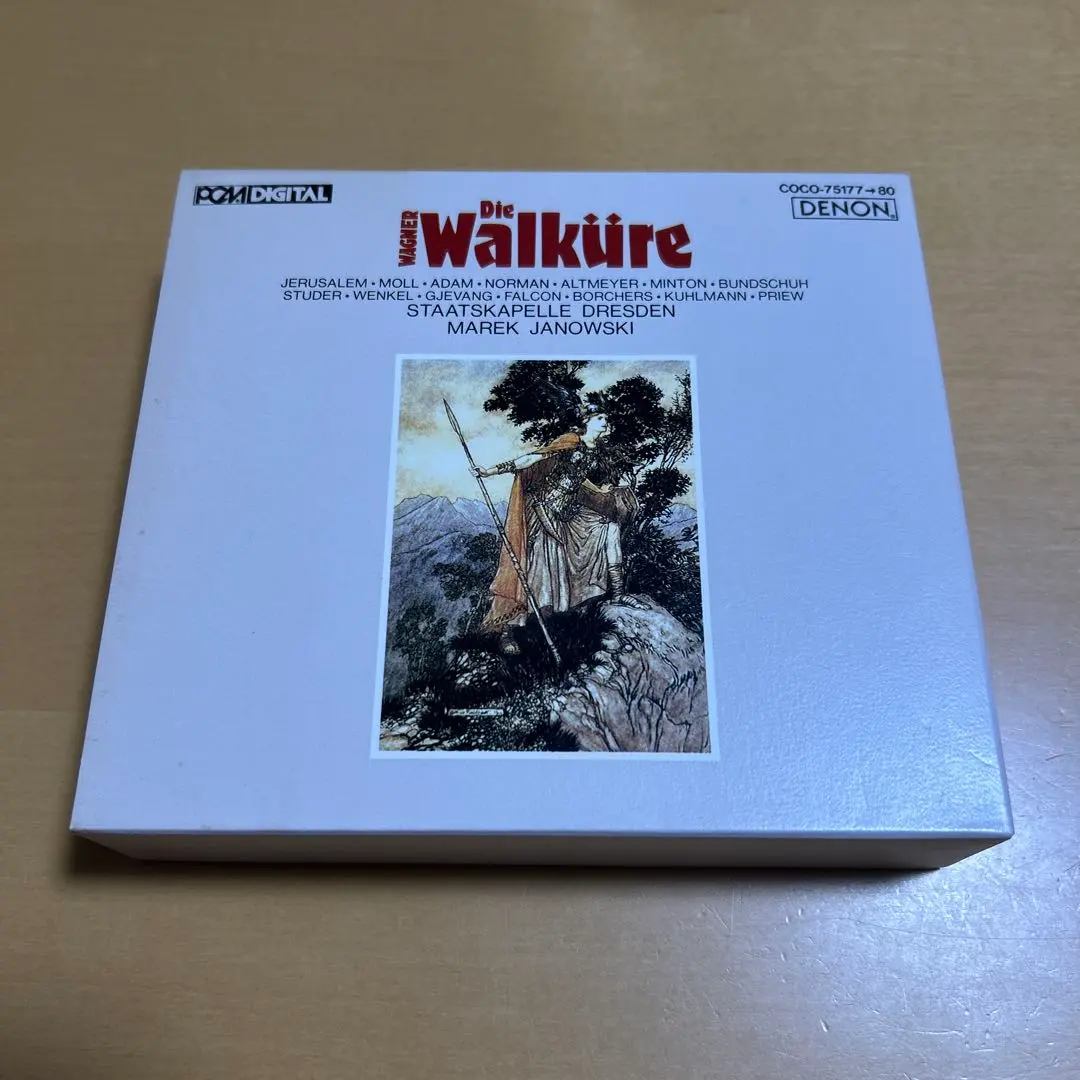 PCM DIGITAL
COCO-75177→80
DENON
WAGNER
Die
Walküre
JERUSALEM • MOLL • ADAM • NORMAN • ALTMEYER • MINTON • BUNDSCHUH
STUDER • WENKEL • GJEVANG • FALCON • BORCHERS • KUHLMANN • PRIEW
STAATSKAPELLE DRESDEN
MAREK JANOWSKI